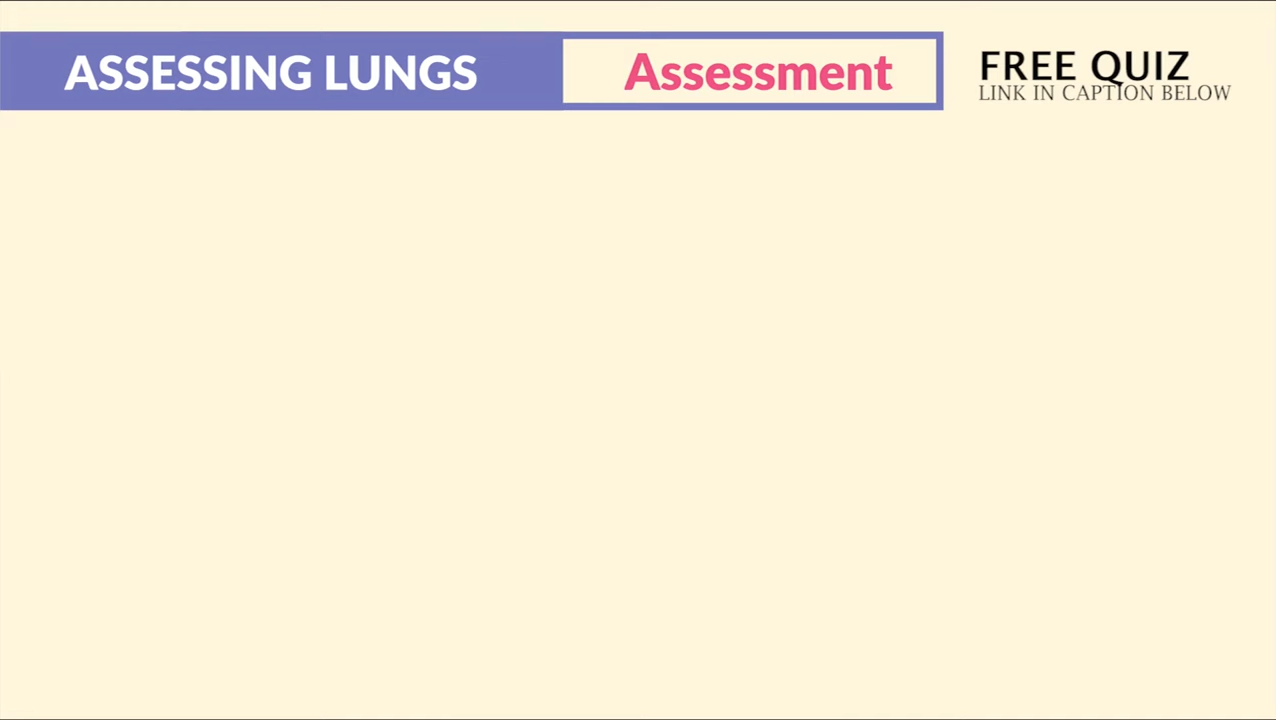 ASSESSING LUNGS
Assessment
FREE QUIZ
LINK IN CAPTION BELOW